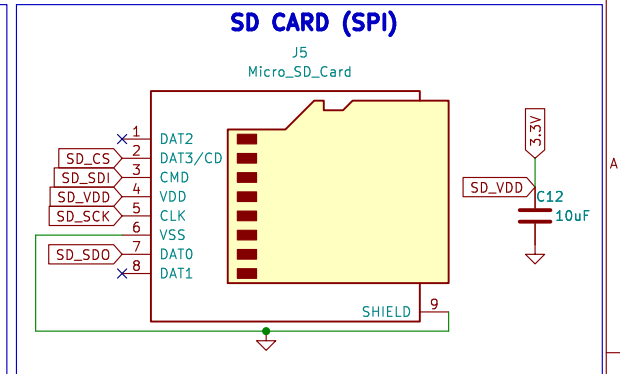 SD CARD (SPI)
J5
Micro_SD_Card
1 DAT2
SD_CS 2 DAT3/CD
SD_SDI 3 CMD
SD_VDD 4 VDD
SD_SCK 5 CLK
6 VSS
SD_SDO 7 DAT0
8 DAT1
SHIELD 9
3.3V
SD_VDD
C12
10uF
A